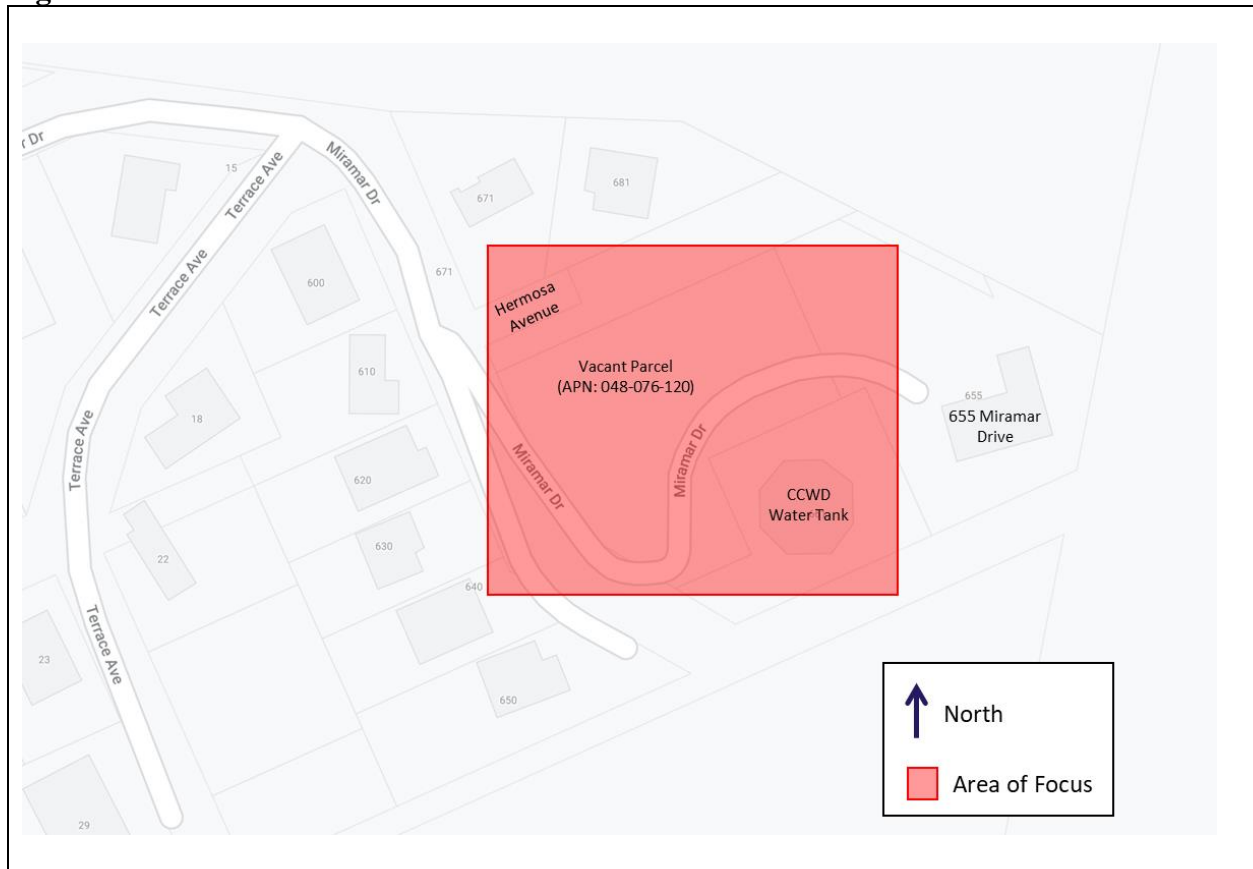 r Dr
Terrace Ave
Miramar Dr
15
671
681
Terrace Ave
600
671
Hermosa
Avenue
610
Vacant Parcel
(APN: 048-076-120)
18
Terrace Ave
620
Miramar Dr
Miramar Dr
655
655 Miramar
Drive
CCWD
Water Tank
22
630
640
Terrace Ave
23
650
29
North
Area of Focus